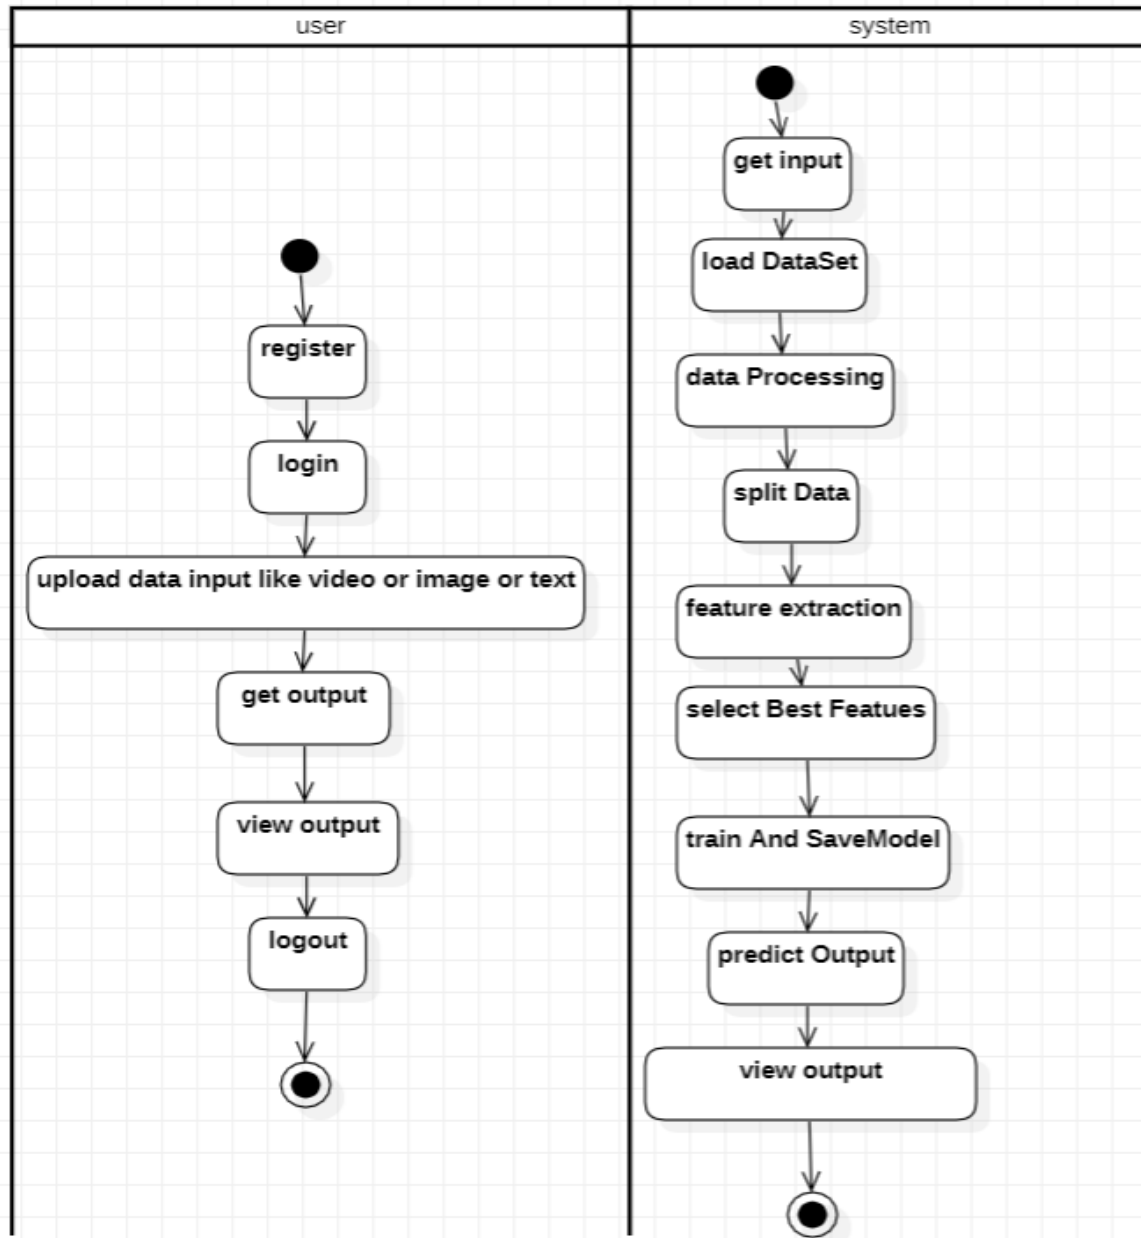 user
system
register
login
upload data input like video or image or text
get output
view output
logout
get input
load DataSet
data Processing
split Data
feature extraction
select Best Featues
train And SaveModel
predict Output
view output